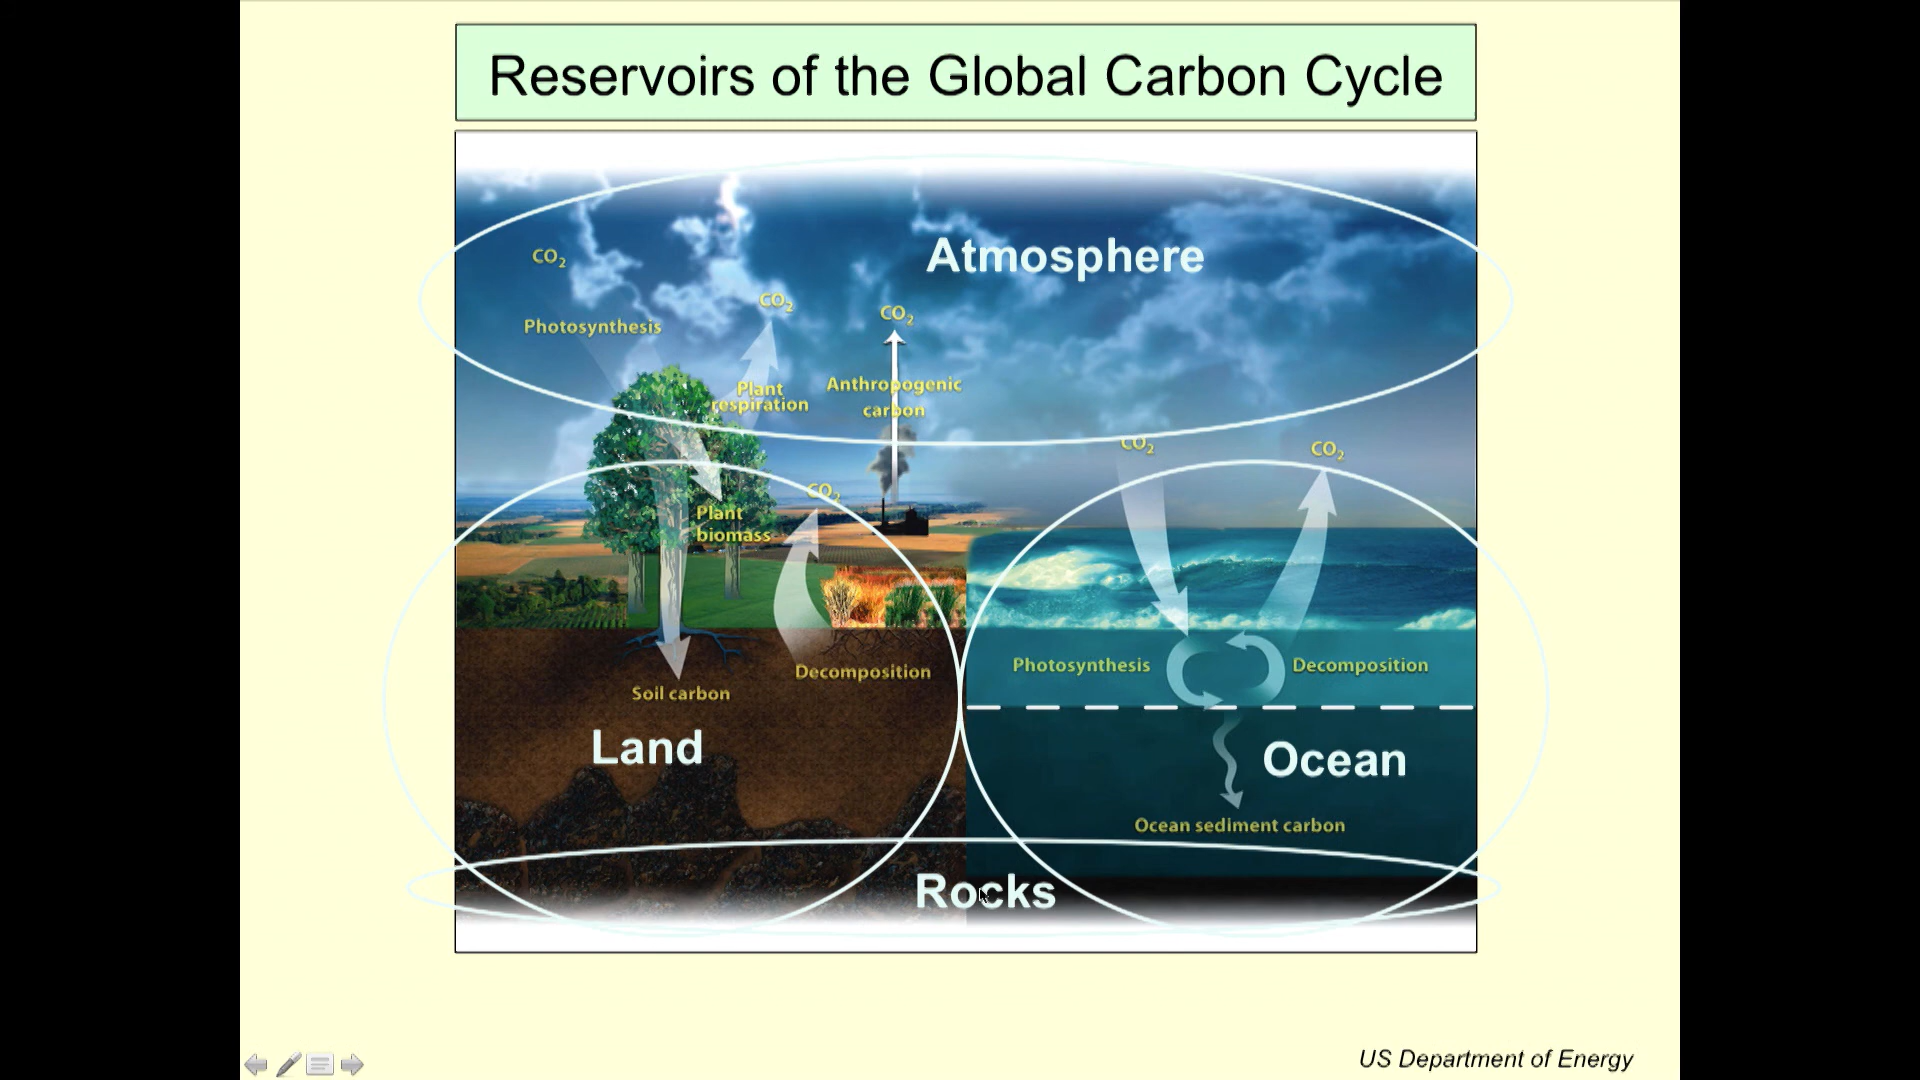 Reservoirs of the Global Carbon Cycle
Atmosphere
CO2
CO2
CO2
Photosynthesis
Plant
respiration
Anthropogenic
carbon
CO2
CO2
CO2
Plant
biomass
Photosynthesis
Decomposition
Decomposition
Soil carbon
Land
Ocean
Ocean sediment carbon
Rocks
US Department of Energy